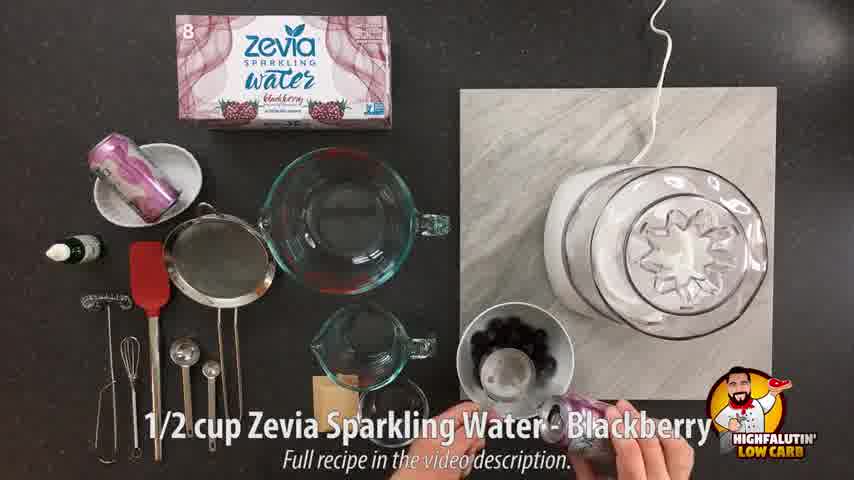 8
zevia
SPARKLING
water
blackberry
1/2 cup Zevia Sparkling Water - Blackberry
Full recipe in the video description.
HIGHFALUTIN'
LOW CARB